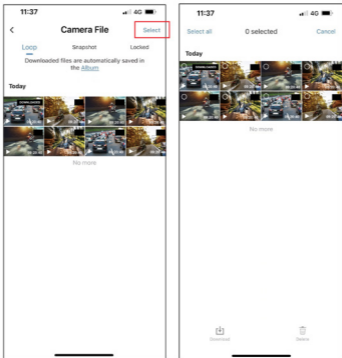 11:37
4G
Camera File
Select
Loop
Snapshot
Locked
Downloaded files are automatically saved in
the Album
Today
DOWNLOADED
No more
11:37
4G
Select all
0 selected
Cancel
Today
No more
Download
Delete